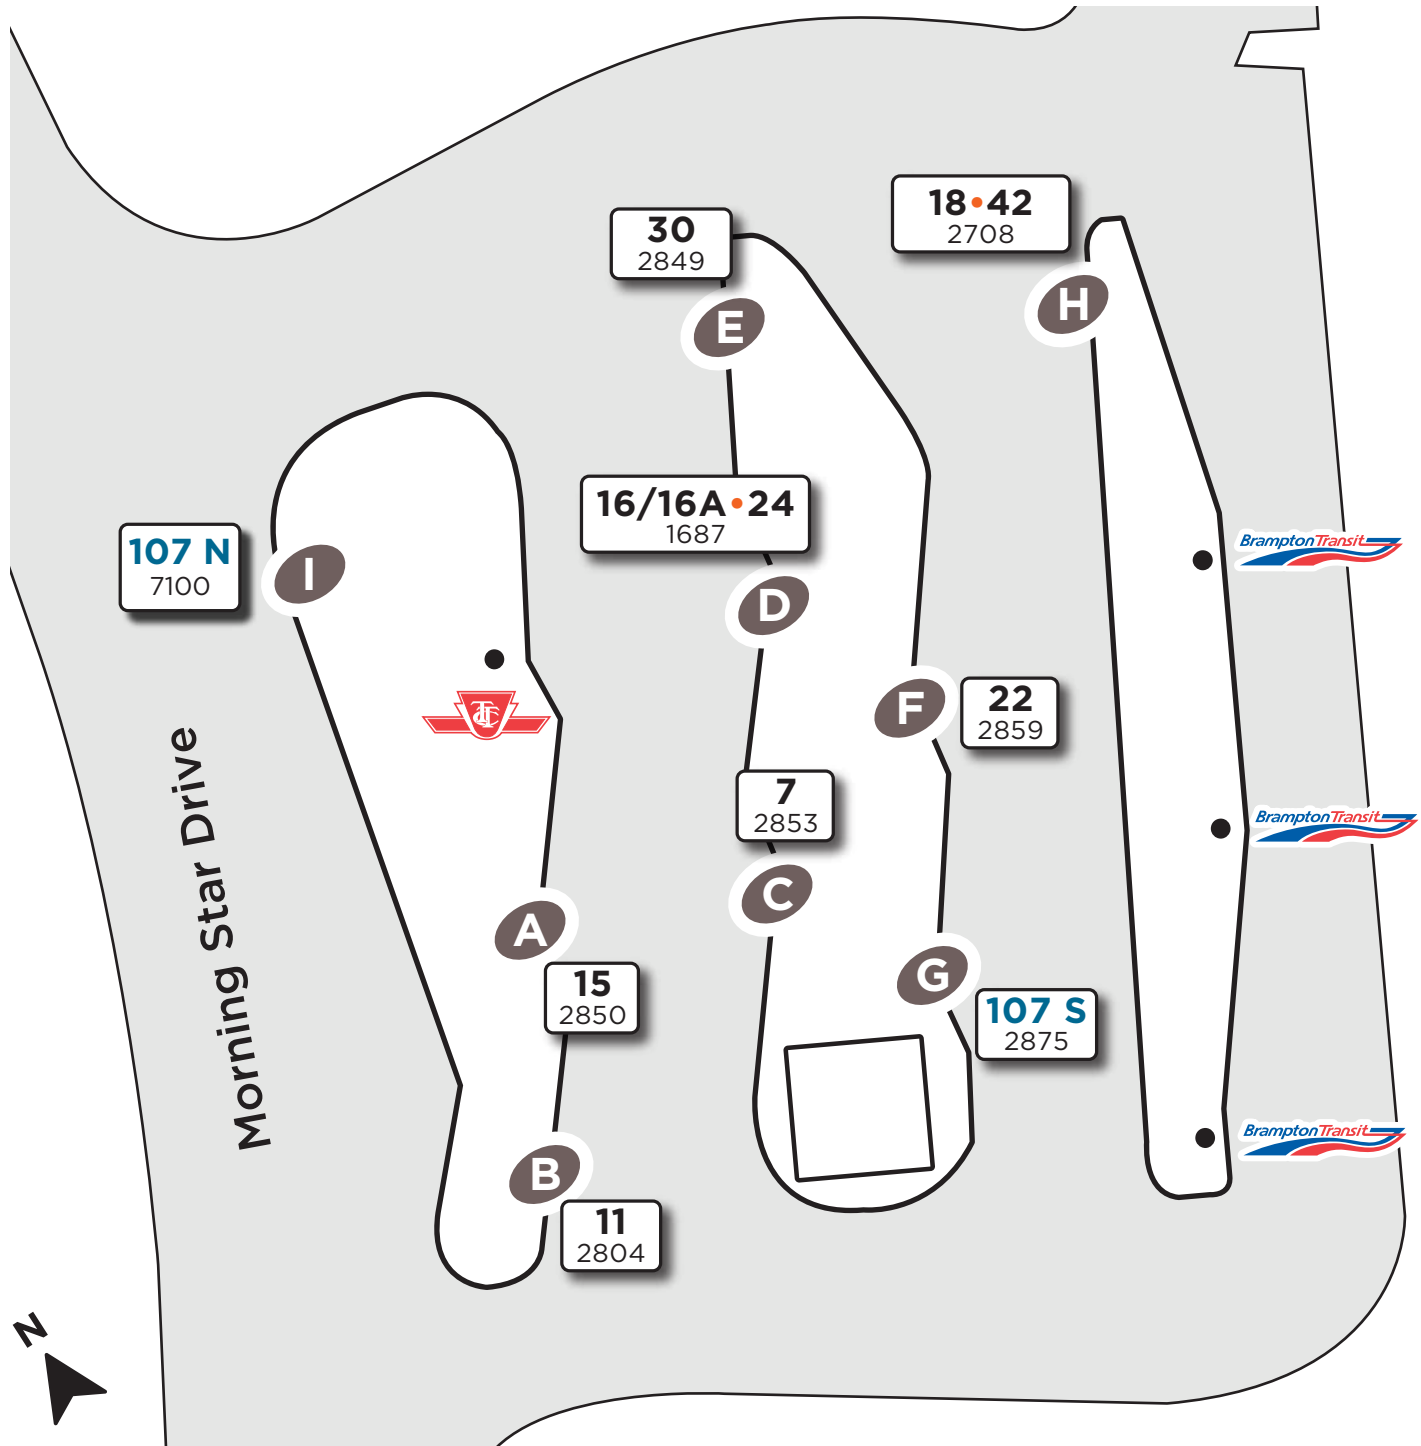 18•42
2708
H
30
2849
E
16/16A•24
1687
D
107 N
7100
I
Brampton Transit
TTC
F
22
2859
7
2853
C
Brampton Transit
Morning Star Drive
A
15
2850
G
107 S
2875
Brampton Transit
B
11
2804
N